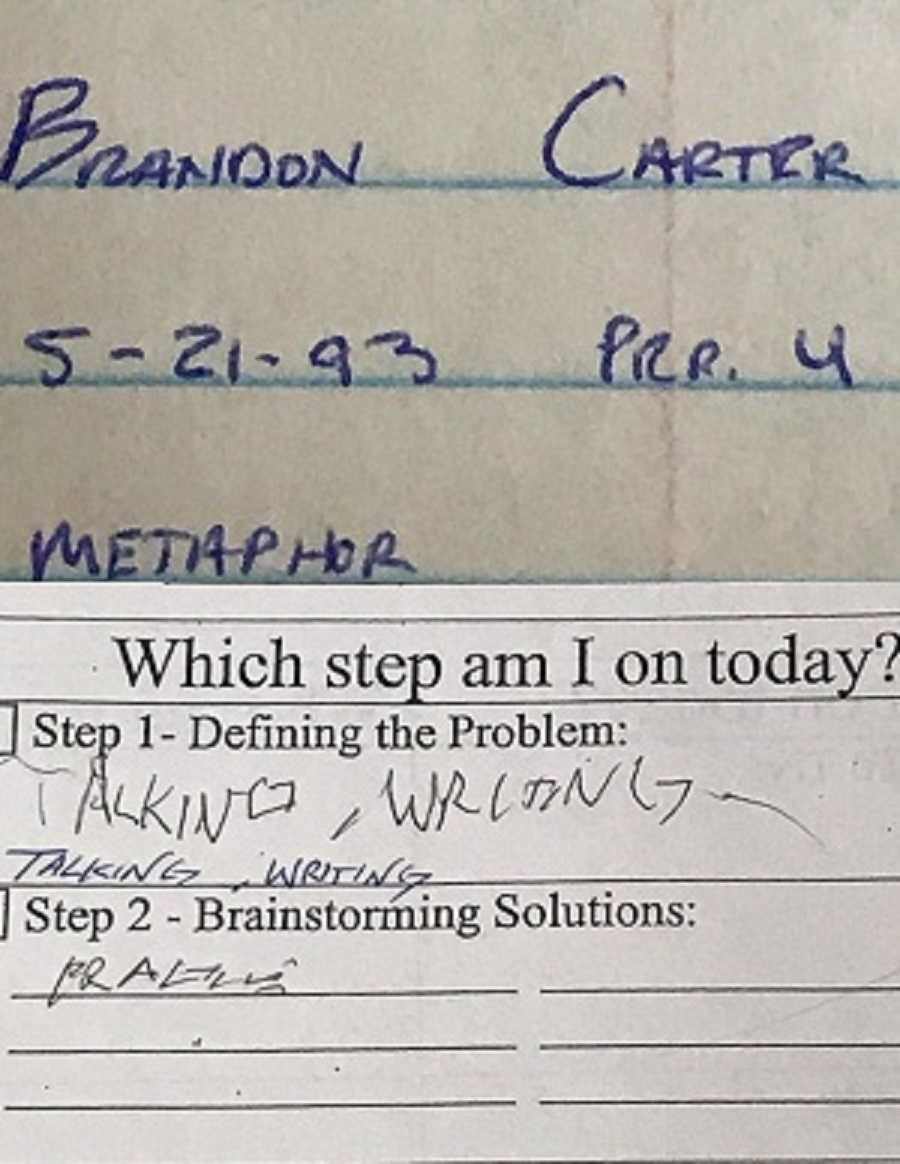 BRANDON CARTER
5-21-93 PER. 4
METAPHOR
Which step am I on today?
Step 1- Defining the Problem:
TALKING, WRITING
TALKING, WRITING
Step 2 - Brainstorming Solutions: